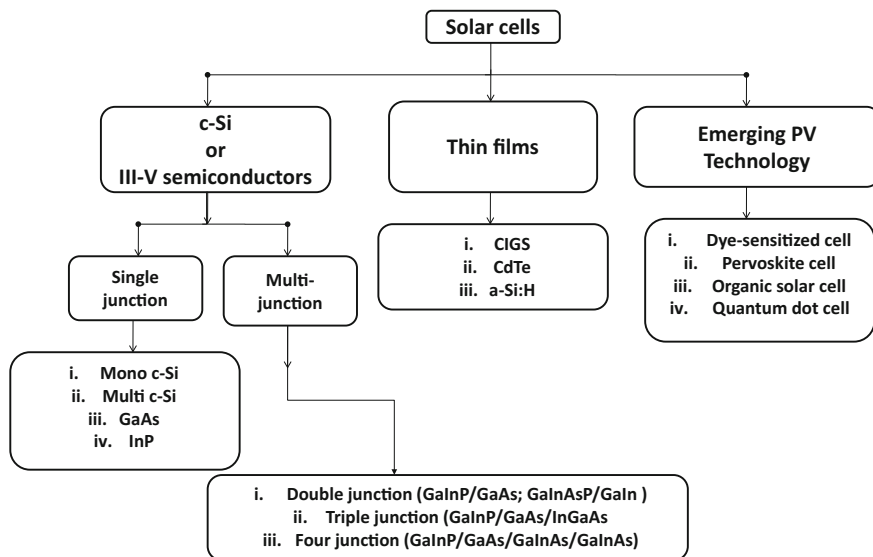 Solar cells
c-Si
or
III-V semiconductors
Thin films
Emerging PV
Technology
Single
junction
Multi-
junction
i. CIGS
ii. CdTe
iii. a-Si:H
i. Dye-sensitized cell
ii. Pervoskite cell
iii. Organic solar cell
iv. Quantum dot cell
i. Mono c-Si
ii. Multi c-Si
iii. GaAs
iv. InP
i. Double junction (GaInP/GaAs; GaInAsP/GaIn )
ii. Triple junction (GaInP/GaAs/InGaAs
iii. Four junction (GaInP/GaAs/GaInAs/GaInAs)